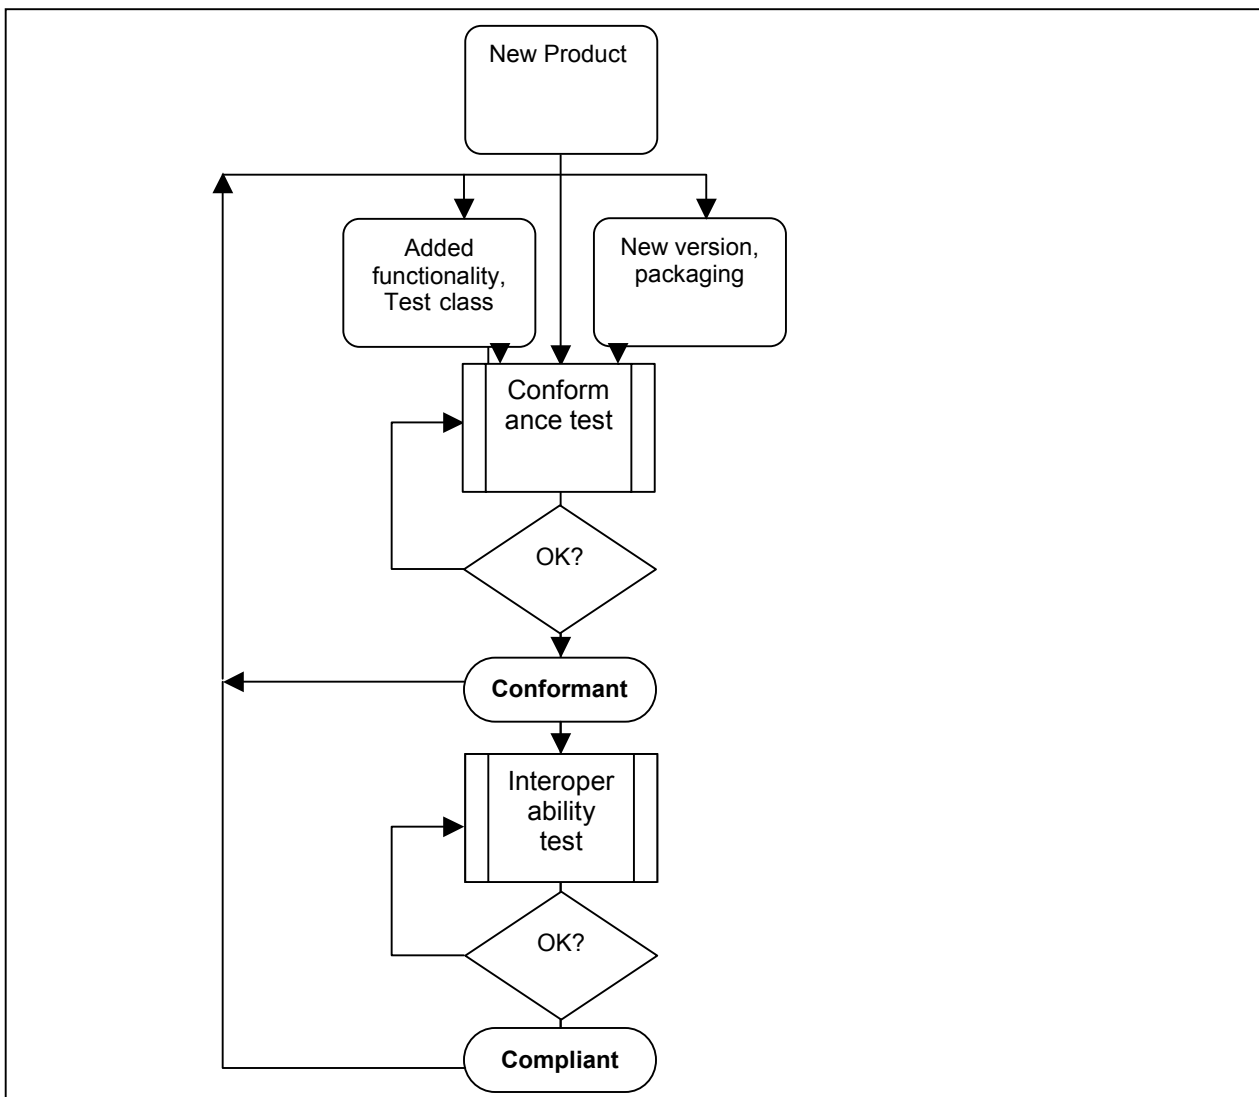 New Product
Added
functionality,
Test class
New version,
packaging
Conform
ance test
OK?
Conformant
Interoper
ability
test
OK?
Compliant